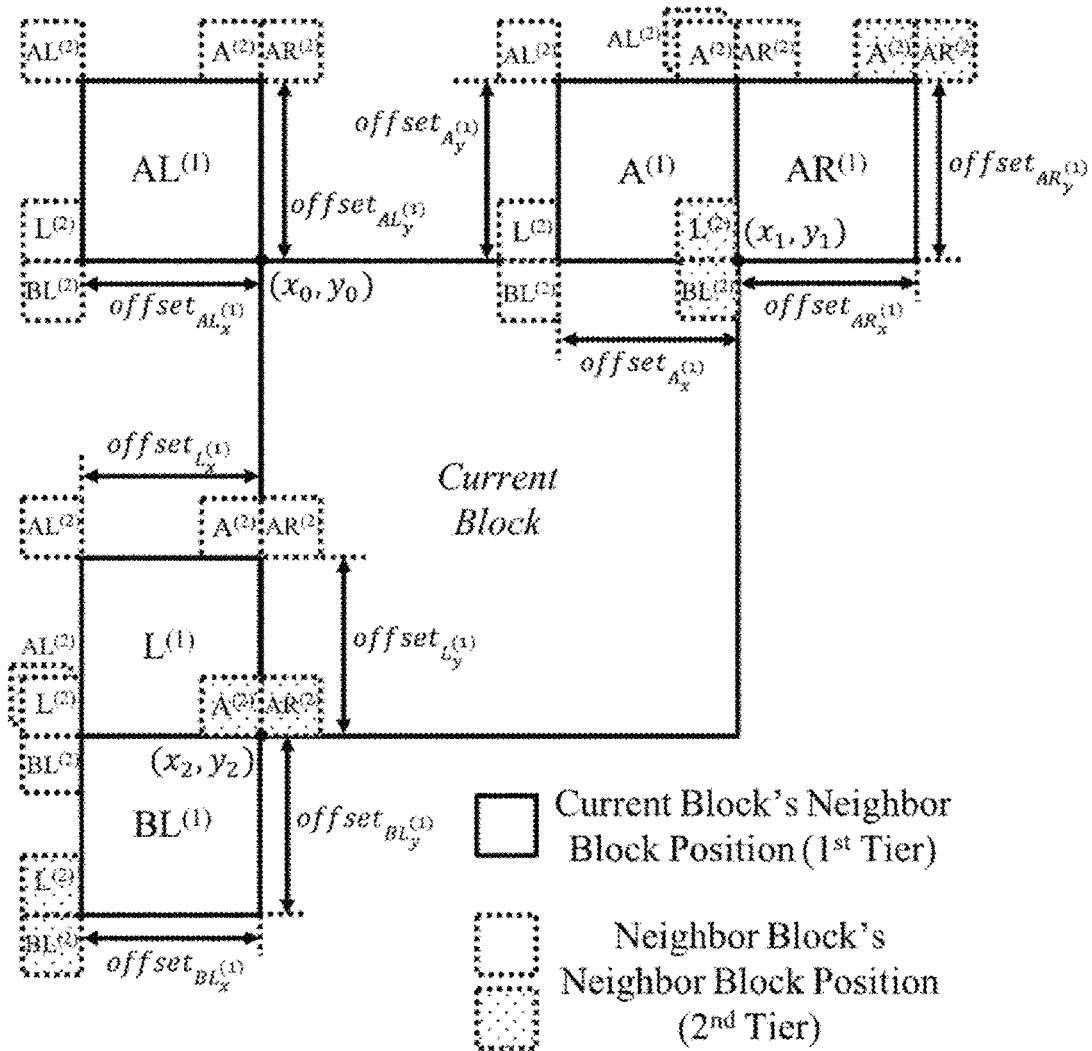 AL⁽²⁾ A⁽²⁾ AR⁽²⁾ AL⁽²⁾ AL⁽²⁾ A⁽²⁾ AR⁽²⁾ A⁽²⁾ AR⁽²⁾
AL⁽¹⁾ offset_{AL_y^{(1)}} offset_{A_y^{(1)}} A⁽¹⁾ AR⁽¹⁾ offset_{AR_y^{(1)}}
L⁽²⁾ L⁽²⁾ L⁽²⁾ (x₁, y₁)
BL⁽²⁾ offset_{AL_x^{(1)}} (x₀, y₀) BL⁽²⁾ BL⁽²⁾ offset_{AR_x^{(1)}}
offset_{A_x^{(1)}}
offset_{L_x^{(1)}}
Current
Block
AL⁽²⁾ A⁽²⁾ AR⁽²⁾
AL⁽²⁾ L⁽¹⁾ offset_{L_y^{(1)}}
L⁽²⁾ A⁽²⁾ AR⁽²⁾
BL⁽²⁾ (x₂, y₂)
BL⁽¹⁾ offset_{BL_y^{(1)}}
L⁽²⁾
BL⁽²⁾ offset_{BL_x^{(1)}}
Current Block's Neighbor
Block Position (1ˢᵗ Tier)
Neighbor Block's
Neighbor Block Position
(2ⁿᵈ Tier)